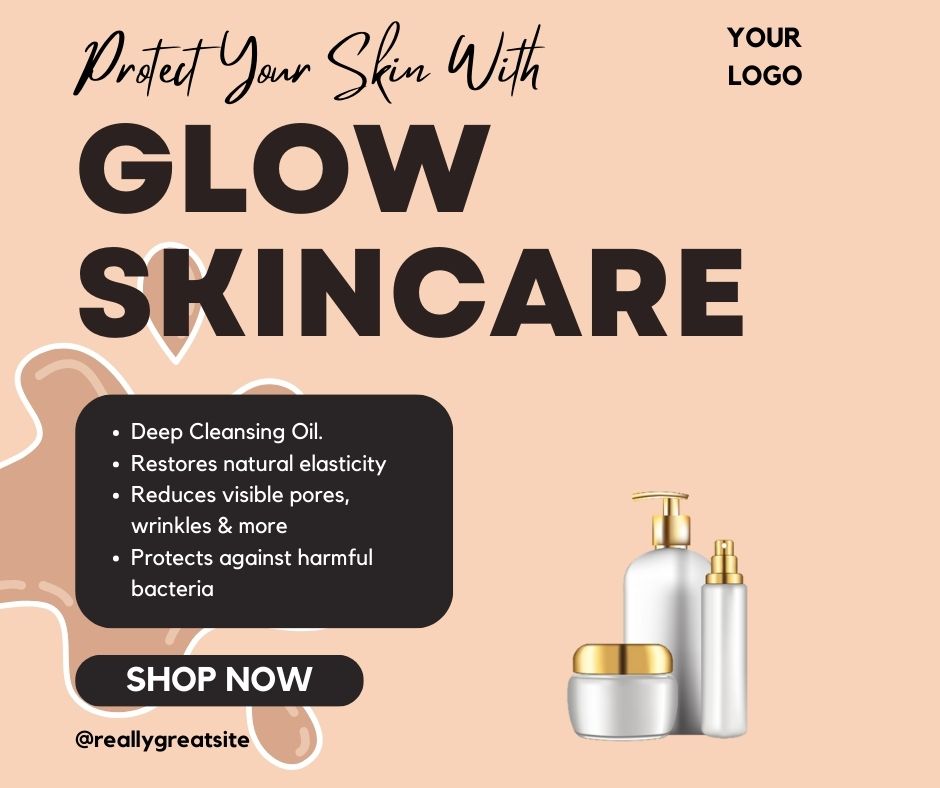 Protect Your Skin With
YOUR
LOGO
GLOW
SKINCARE
• Deep Cleansing Oil.
• Restores natural elasticity
• Reduces visible pores,
wrinkles & more
• Protects against harmful
bacteria
SHOP NOW
@reallygreatsite